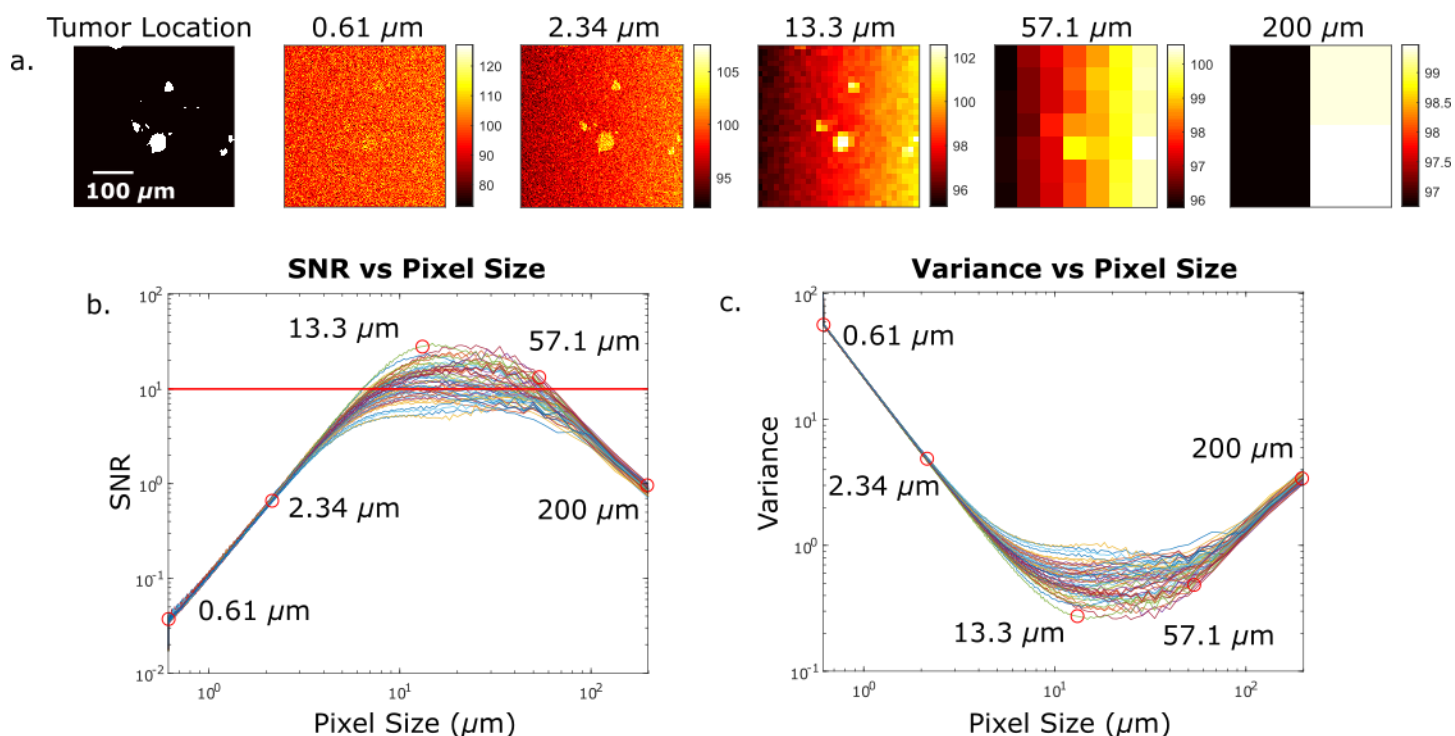 Tumor Location 0.61 µm 2.34 µm 13.3 µm 57.1 µm 200 µm
a.
100 µm
120
110
100
90
80
105
100
95
102
100
98
96
100
99
98
97
96
99
98.5
98
97.5
97
SNR vs Pixel Size
b.
10²
10¹
10⁰
10⁻¹
10⁻²
SNR
13.3 µm
57.1 µm
2.34 µm
200 µm
0.61 µm
10⁰ 10¹ 10²
Pixel Size (µm)
Variance vs Pixel Size
c.
10²
10¹
10⁰
10⁻¹
Variance
0.61 µm
2.34 µm
200 µm
13.3 µm
57.1 µm
10⁰ 10¹ 10²
Pixel Size (µm)